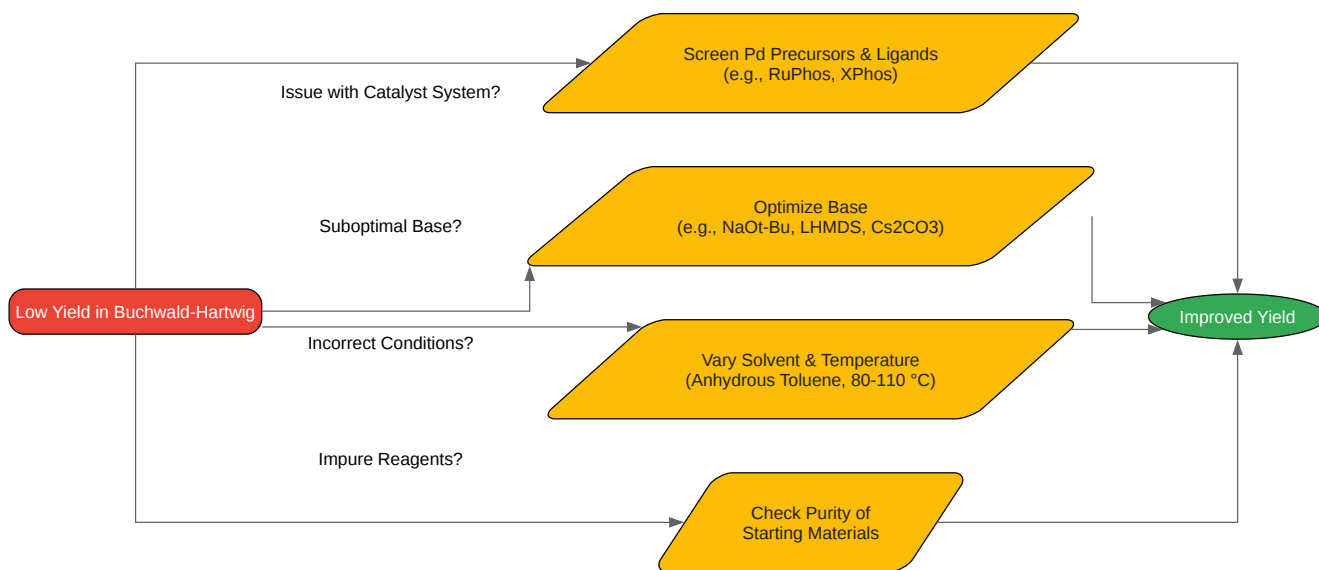 Screen Pd Precursors & Ligands
(e.g., RuPhos, XPhos)
Issue with Catalyst System?
Optimize Base
(e.g., NaOt-Bu, LHMDS, Cs2CO3)
Suboptimal Base?
Low Yield in Buchwald-Hartwig
Improved Yield
Incorrect Conditions?
Vary Solvent & Temperature
(Anhydrous Toluene, 80-110 °C)
Impure Reagents?
Check Purity of
Starting Materials